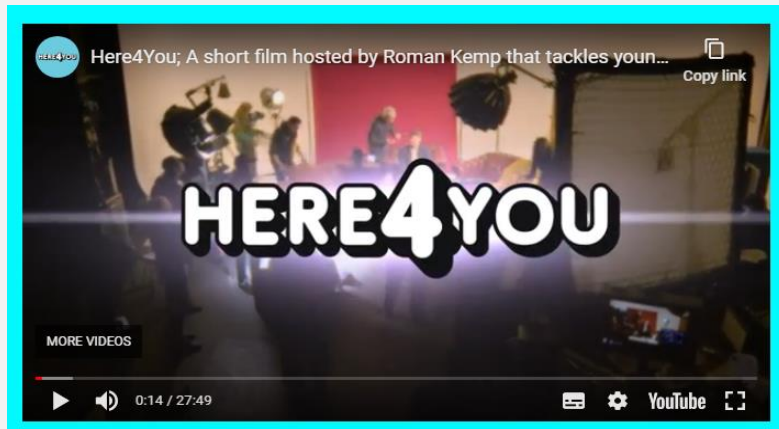 HERE4YOU
Here4You; A short film hosted by Roman Kemp that tackles youn...
Copy link
HERE4YOU
MORE VIDEOS
0:14 / 27:49
YouTube